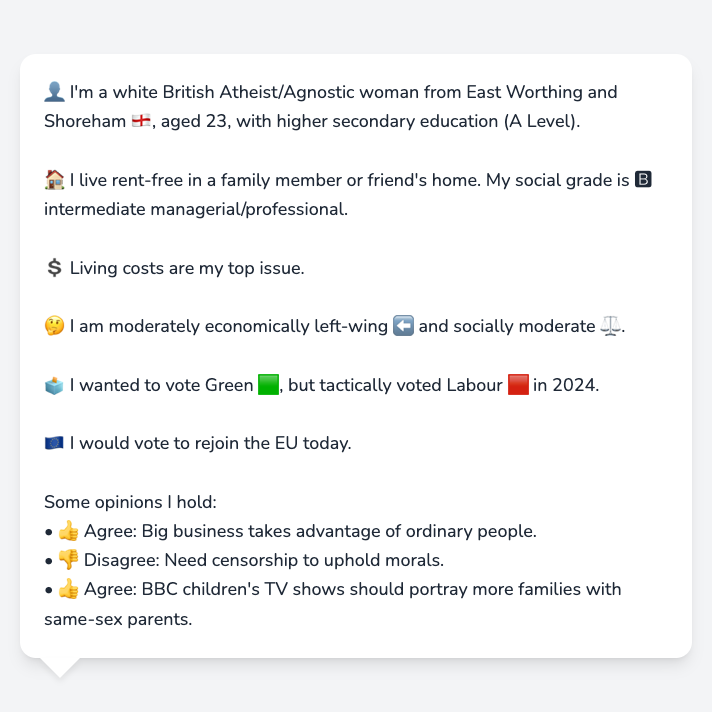 👤 I'm a white British Atheist/Agnostic woman from East Worthing and
Shoreham 🏴󠁧󠁢󠁥󠁮󠁧󠁿, aged 23, with higher secondary education (A Level).
🏠 I live rent-free in a family member or friend's home. My social grade is 🅱
intermediate managerial/professional.
💲 Living costs are my top issue.
🤔 I am moderately economically left-wing ⬅️ and socially moderate ⚖️.
🗳️ I wanted to vote Green 🟩, but tactically voted Labour 🟥 in 2024.
🇪🇺 I would vote to rejoin the EU today.
Some opinions I hold:
• 👍 Agree: Big business takes advantage of ordinary people.
• 👎 Disagree: Need censorship to uphold morals.
• 👍 Agree: BBC children's TV shows should portray more families with
same-sex parents.